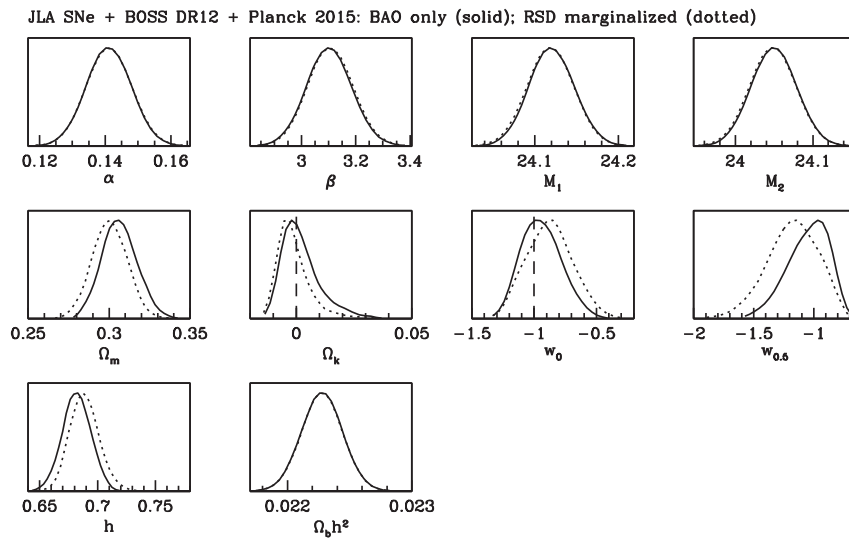 JLA SNe + BOSS DR12 + Planck 2015: BAO only (solid); RSD marginalized (dotted)
0.12 0.14 0.16 3 3.2 3.4 24.1 24.2 24 24.1
α β M₁ M₂
0.25 0.3 0.35 0 0.05 −1.5 −1 −0.5 −2 −1.5 −1
Ωₘ Ωₖ w₀ w₀.₅
0.65 0.7 0.75 0.022 0.023
h Ω_bh²